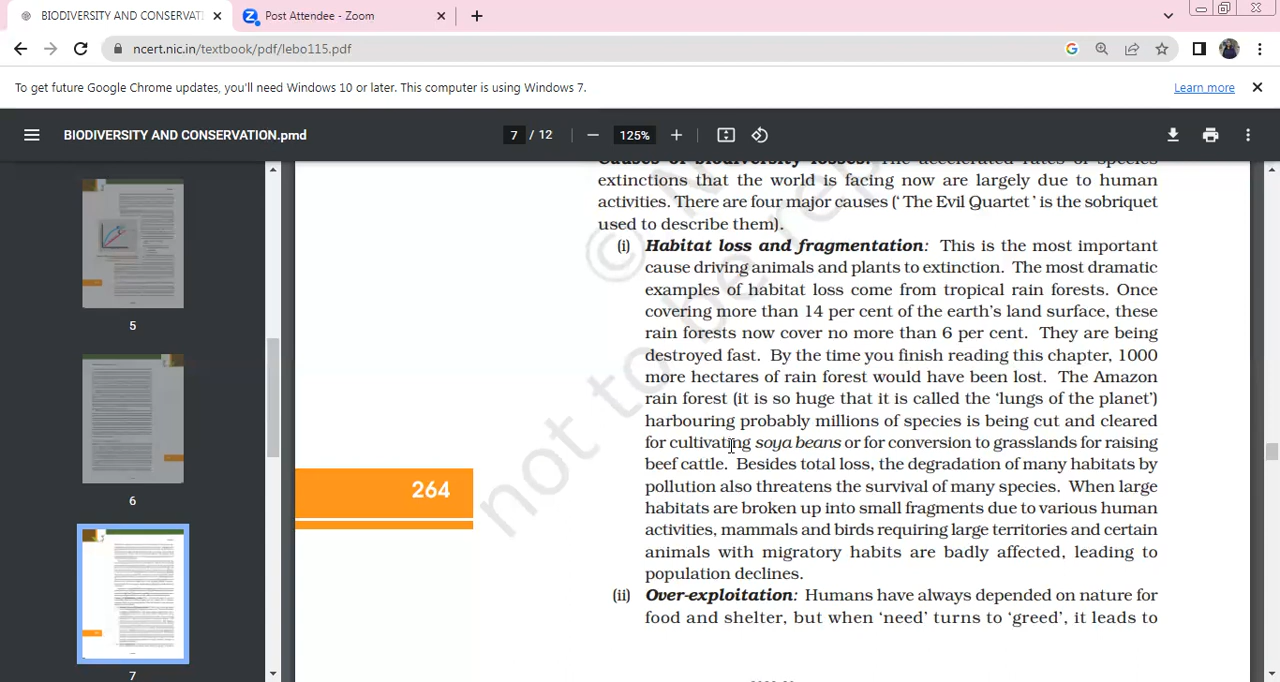 BIODIVERSITY AND CONSERVATI
Post Attendee - Zoom
ncert.nic.in/textbook/pdf/lebo115.pdf
To get future Google Chrome updates, you'll need Windows 10 or later. This computer is using Windows 7.
Learn more
BIODIVERSITY AND CONSERVATION.pmd
7 / 12
125%
5
6
7
264
Causes of biodiversity losses: The accelerated rates of species
extinctions that the world is facing now are largely due to human
activities. There are four major causes (' The Evil Quartet ' is the sobriquet
used to describe them).
(i) Habitat loss and fragmentation: This is the most important
cause driving animals and plants to extinction. The most dramatic
examples of habitat loss come from tropical rain forests. Once
covering more than 14 per cent of the earth's land surface, these
rain forests now cover no more than 6 per cent. They are being
destroyed fast. By the time you finish reading this chapter, 1000
more hectares of rain forest would have been lost. The Amazon
rain forest (it is so huge that it is called the 'lungs of the planet')
harbouring probably millions of species is being cut and cleared
for cultivating soya beans or for conversion to grasslands for raising
beef cattle. Besides total loss, the degradation of many habitats by
pollution also threatens the survival of many species. When large
habitats are broken up into small fragments due to various human
activities, mammals and birds requiring large territories and certain
animals with migratory habits are badly affected, leading to
population declines.
(ii) Over-exploitation: Humans have always depended on nature for
food and shelter, but when 'need' turns to 'greed', it leads to
© N
not to be rep